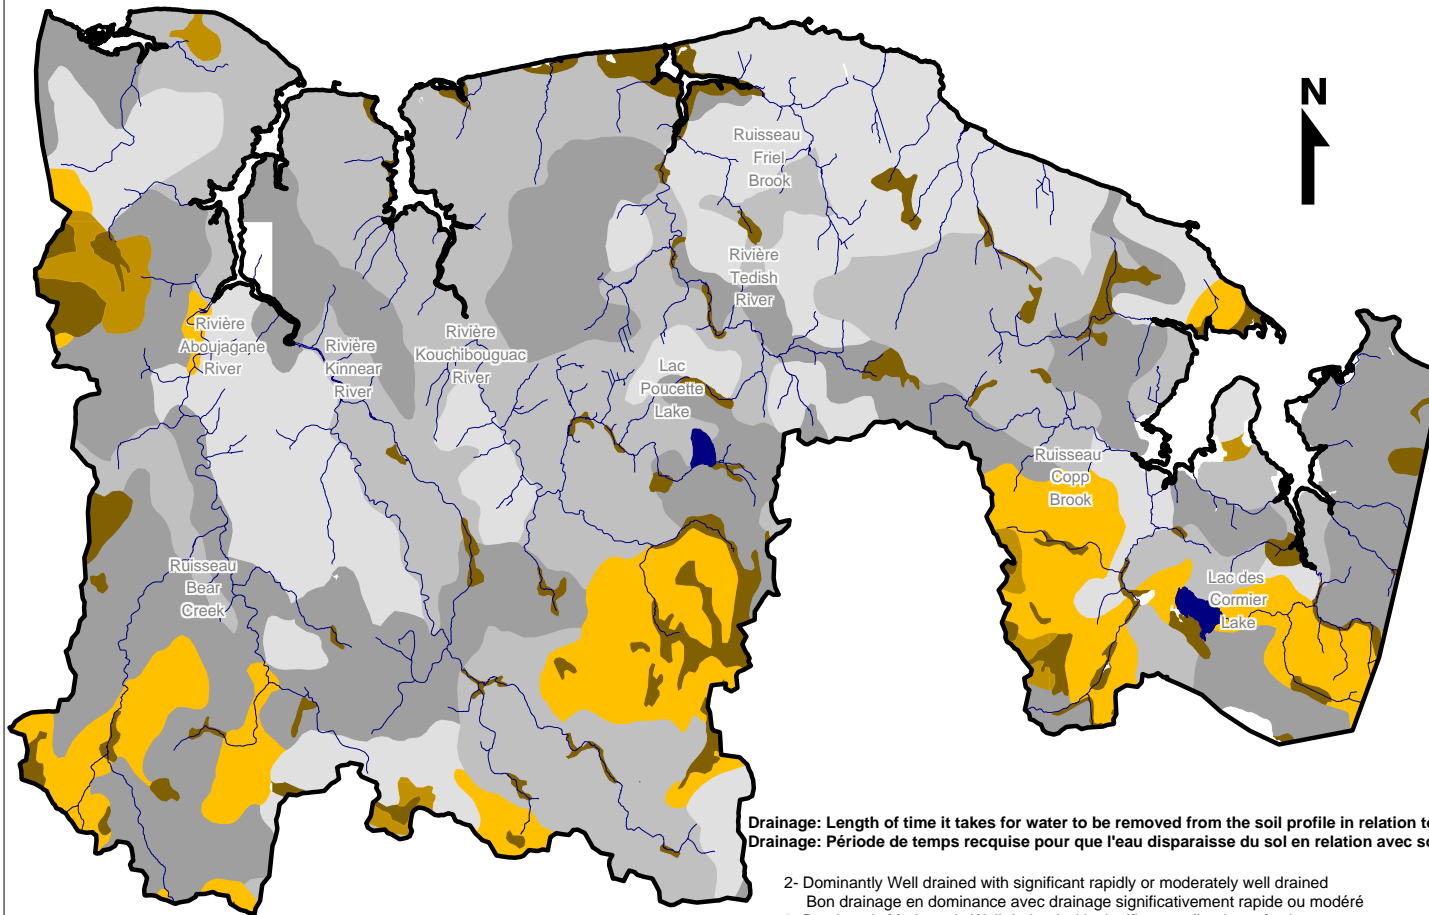 N
Ruisseau
Friel
Brook
Rivière
Tedish
River
Rivière
Aboujagane
River
Rivière
Kinnear
River
Rivière
Kouchibouguac
River
Lac
Poucette
Lake
Ruisseau
Copp
Brook
Ruisseau
Bear
Creek
Lac des
Cormier
Lake
Drainage: Length of time it takes for water to be removed from the soil profile in relation
Drainage: Période de temps recquise pour que l'eau disparaisse du sol en relation avec
2- Dominantly Well drained with significant rapidly or moderately well drained
Bon drainage en dominance avec drainage significativement rapide ou modéré